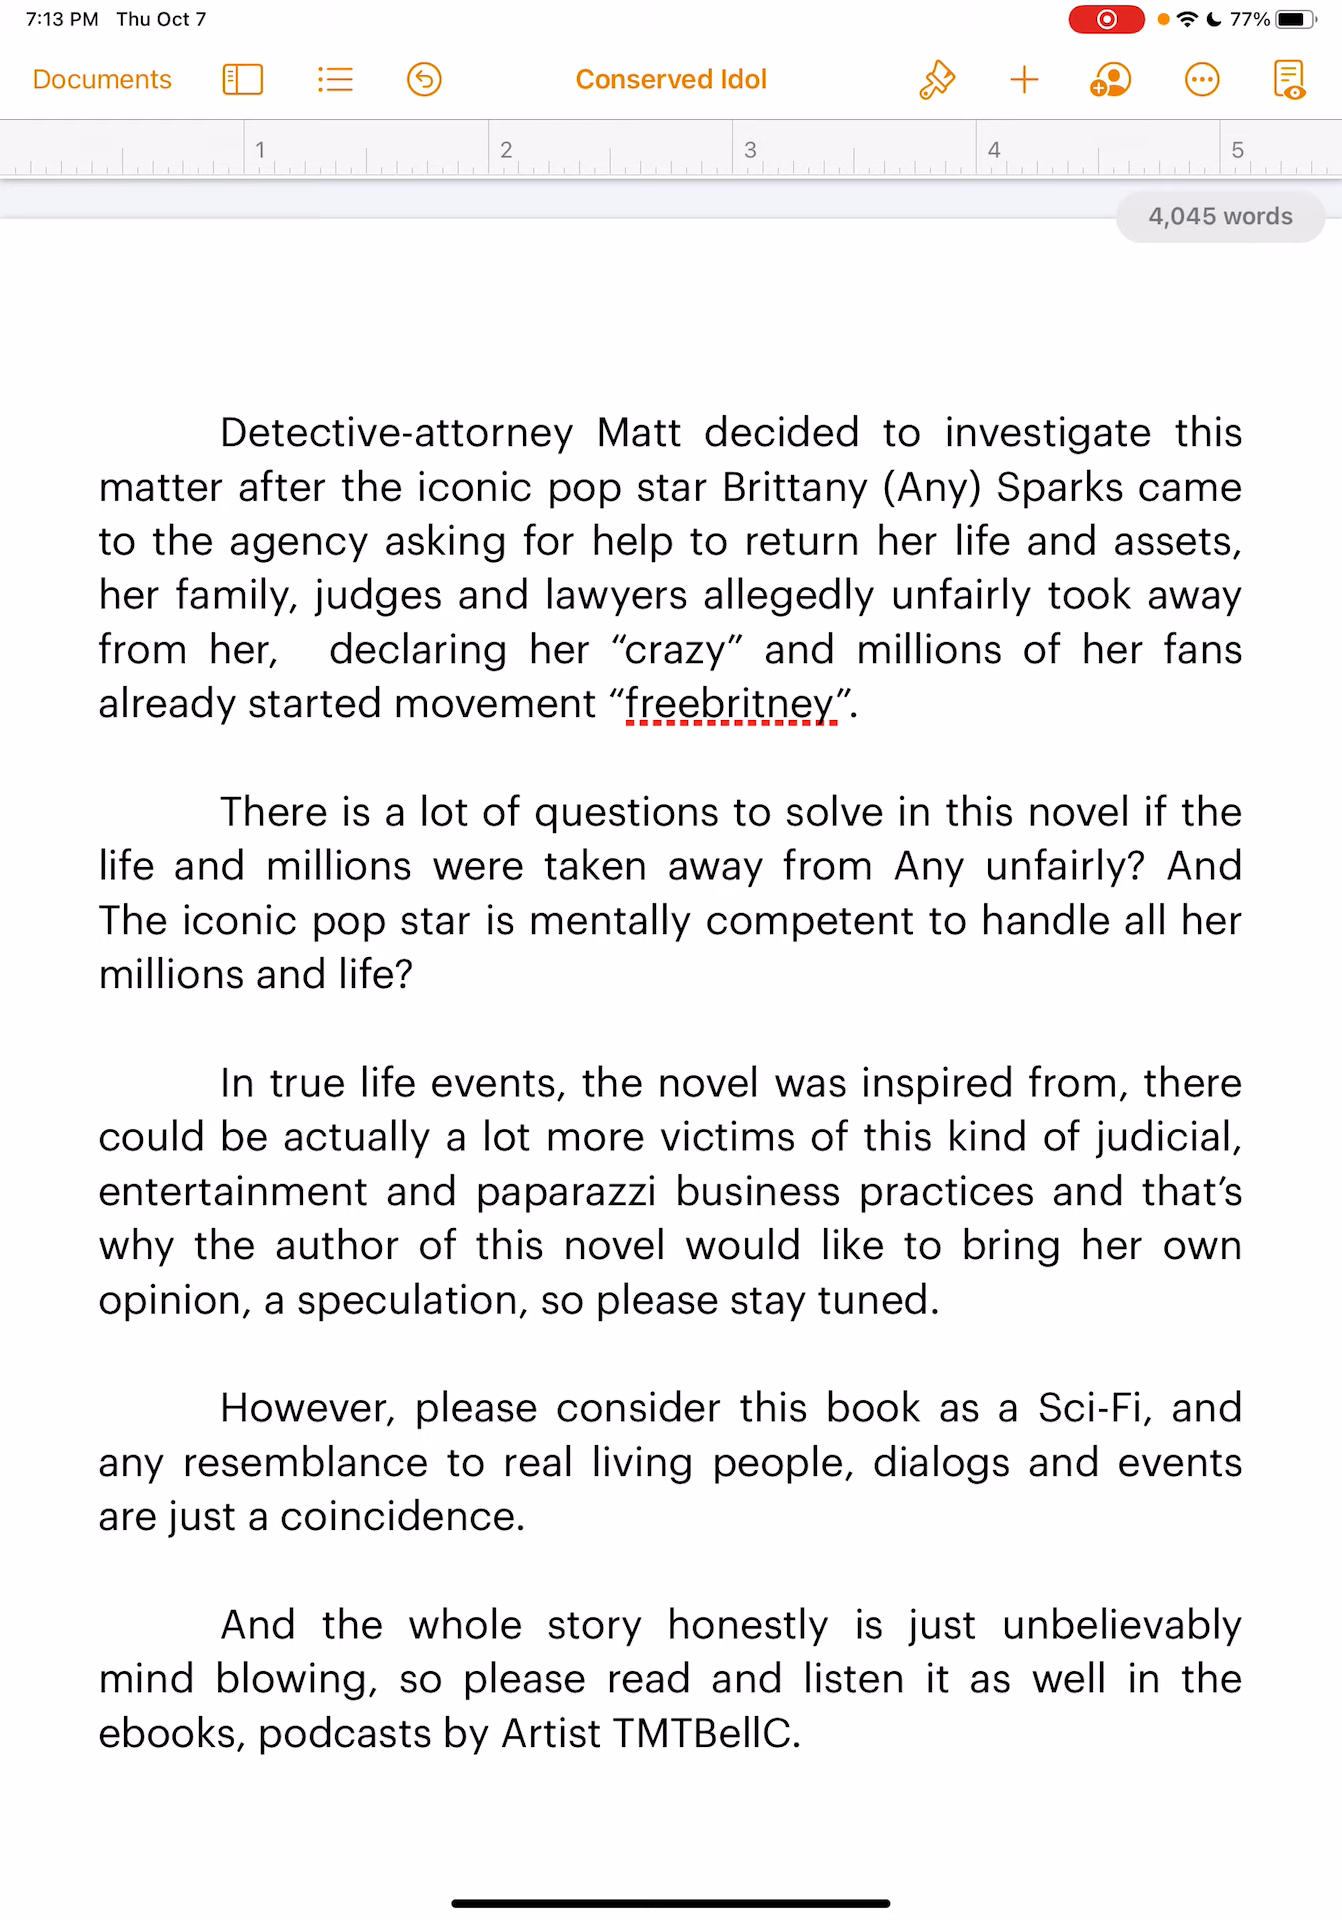 7:13 PM Thu Oct 7 77%
Documents Conserved Idol
1 2 3 4 5
4,045 words
Detective-attorney Matt decided to investigate this
matter after the iconic pop star Brittany (Any) Sparks came
to the agency asking for help to return her life and assets,
her family, judges and lawyers allegedly unfairly took away
from her, declaring her “crazy” and millions of her fans
already started movement “freebritney”.
There is a lot of questions to solve in this novel if the
life and millions were taken away from Any unfairly? And
The iconic pop star is mentally competent to handle all her
millions and life?
In true life events, the novel was inspired from, there
could be actually a lot more victims of this kind of judicial,
entertainment and paparazzi business practices and that’s
why the author of this novel would like to bring her own
opinion, a speculation, so please stay tuned.
However, please consider this book as a Sci-Fi, and
any resemblance to real living people, dialogs and events
are just a coincidence.
And the whole story honestly is just unbelievably
mind blowing, so please read and listen it as well in the
ebooks, podcasts by Artist TMTBellC.